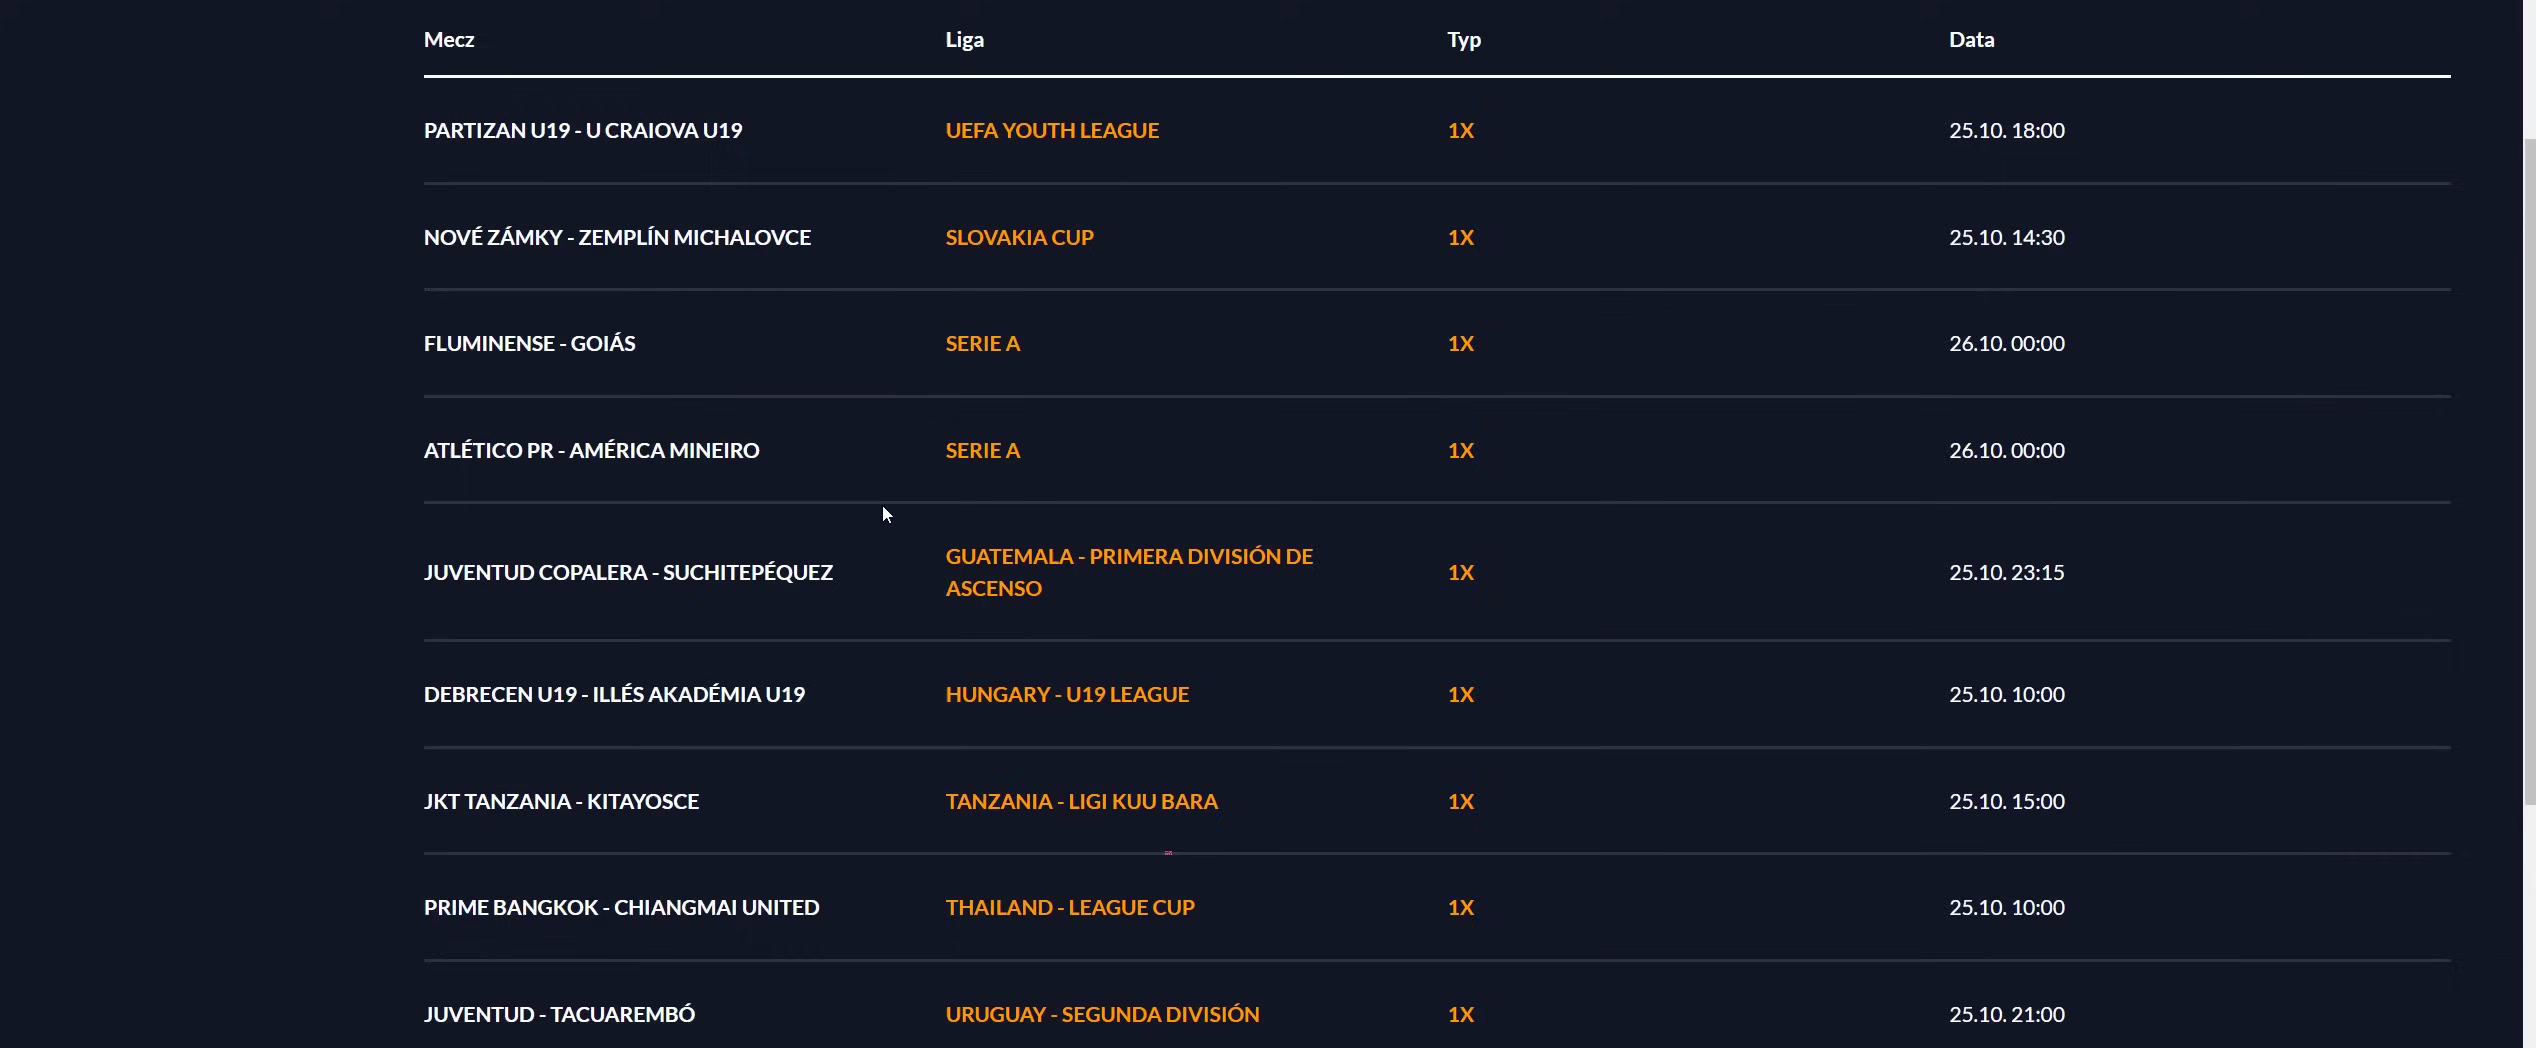 Mecz Liga Typ Data
PARTIZAN U19 - U CRAIOVA U19 UEFA YOUTH LEAGUE 1X 25.10. 18:00
NOVÉ ZÁMKY - ZEMPLÍN MICHALOVCE SLOVAKIA CUP 1X 25.10. 14:30
FLUMINENSE - GOIÁS SERIE A 1X 26.10. 00:00
ATLÉTICO PR - AMÉRICA MINEIRO SERIE A 1X 26.10. 00:00
JUVENTUD COPALERA - SUCHITEPÉQUEZ GUATEMALA - PRIMERA DIVISIÓN DE
ASCENSO 1X 25.10. 23:15
DEBRECEN U19 - ILLÉS AKADÉMIA U19 HUNGARY - U19 LEAGUE 1X 25.10. 10:00
JKT TANZANIA - KITAYOSCE TANZANIA - LIGI KUU BARA 1X 25.10. 15:00
PRIME BANGKOK - CHIANGMAI UNITED THAILAND - LEAGUE CUP 1X 25.10. 10:00
JUVENTUD - TACUAREMBÓ URUGUAY - SEGUNDA DIVISIÓN 1X 25.10. 21:00